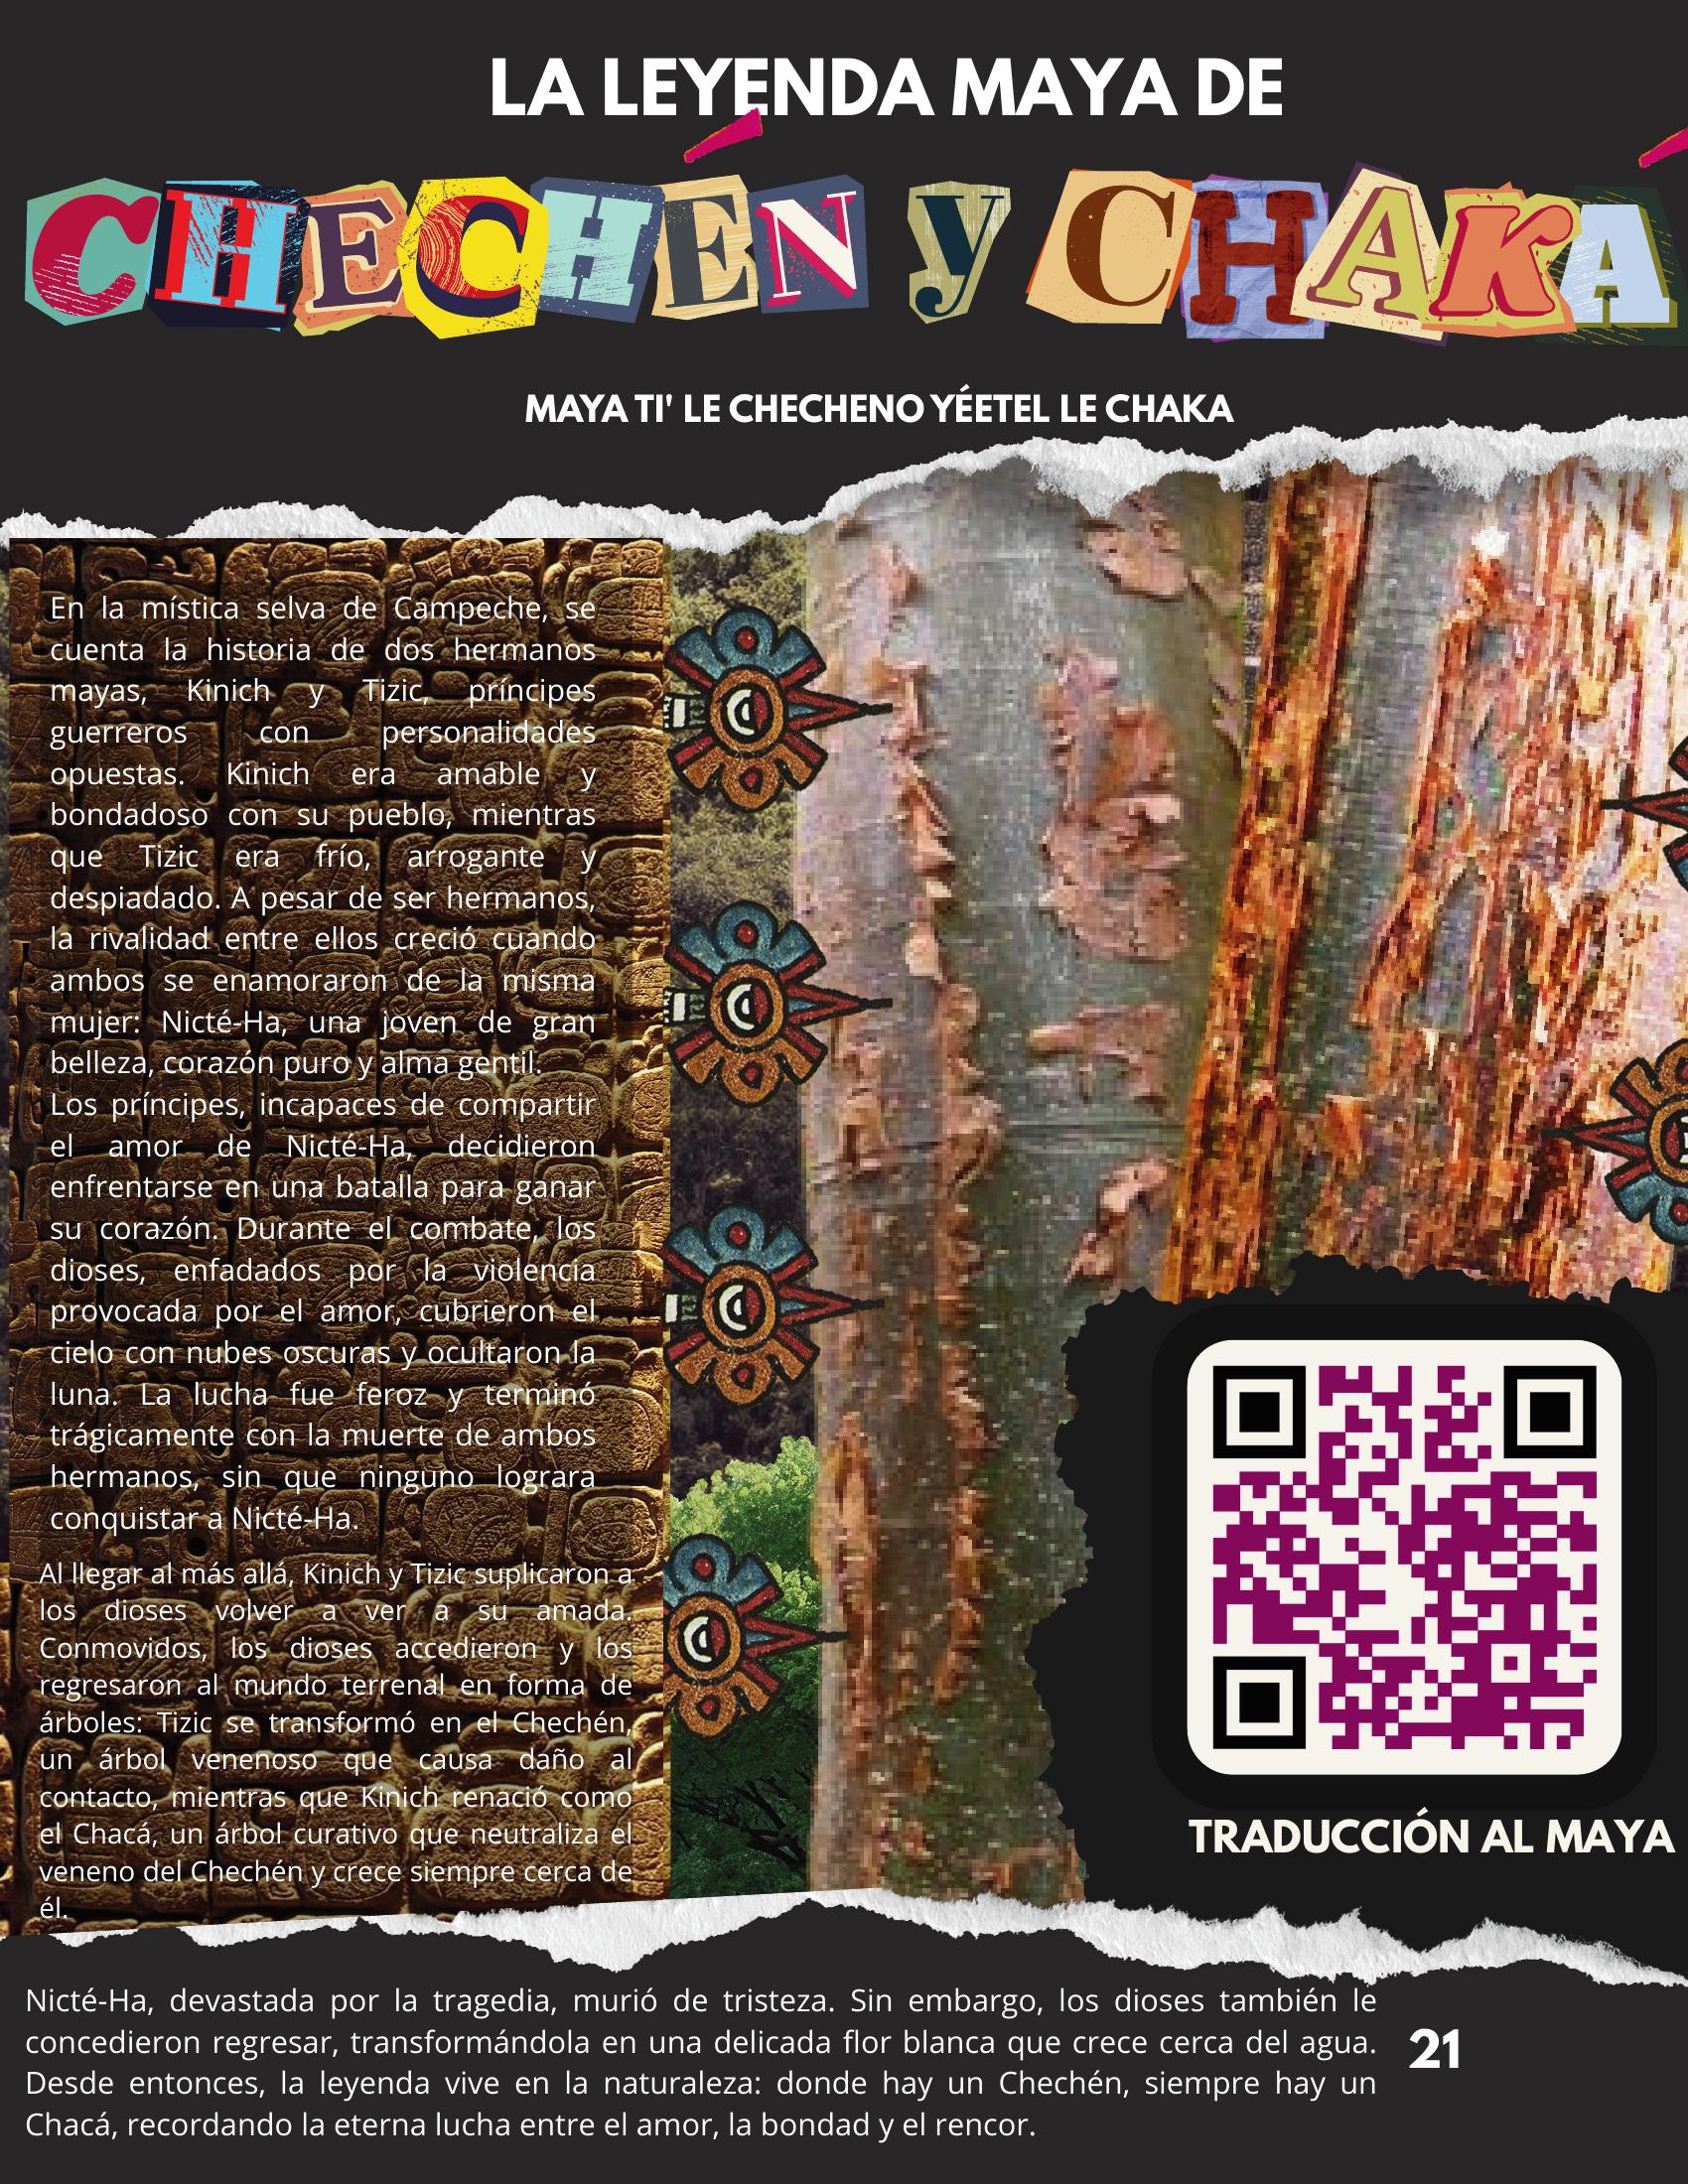 LA LEYENDA MAYA DE
CHECHÉN y CHAKÁ
MAYA TI' LE CHECHENO YÉETEL LE CHAKA
En la mística selva de Campeche, se
cuenta la historia de dos hermanos
mayas, Kinich y Tizic, príncipes
guerreros con personalidades
opuestas. Kinich era amable y
bondadoso con su pueblo, mientras
que Tizic era frío, arrogante y
despiadado. A pesar de ser hermanos,
la rivalidad entre ellos creció cuando
ambos se enamoraron de la misma
mujer: Nicté-Ha, una joven de gran
belleza, corazón puro y alma gentil.
Los príncipes, incapaces de compartir
el amor de Nicté-Ha, decidieron
enfrentarse en una batalla para ganar
su corazón. Durante el combate, los
dioses, enfadados por la violencia
provocada por el amor, cubrieron el
cielo con nubes oscuras y ocultaron la
luna. La lucha fue feroz y terminó
trágicamente con la muerte de ambos
hermanos, sin que ninguno lograra
conquistar a Nicté-Ha.
Al llegar al más allá, Kinich y Tizic suplicaron a
los dioses volver a ver a su amada.
Conmovidos, los dioses accedieron y los
regresaron al mundo terrenal en forma de
árboles: Tizic se transformó en el Chechén,
un árbol venenoso que causa daño al
contacto, mientras que Kinich renació como
el Chacá, un árbol curativo que neutraliza el
veneno del Chechén y crece siempre cerca de
él.
TRADUCCIÓN AL MAYA
Nicté-Ha, devastada por la tragedia, murió de tristeza. Sin embargo, los dioses también le
concedieron regresar, transformándola en una delicada flor blanca que crece cerca del agua.
Desde entonces, la leyenda vive en la naturaleza: donde hay un Chechén, siempre hay un
Chacá, recordando la eterna lucha entre el amor, la bondad y el rencor.
21